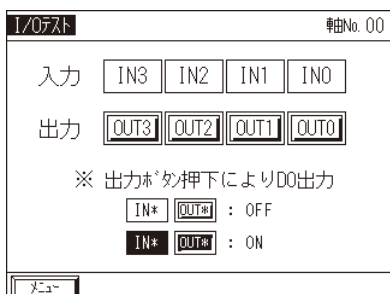 I/Oテスト 軸No. 00
入力 IN3 IN2 IN1 IN0
出力 OUT3 OUT2 OUT1 OUT0
※ 出力ボタン押下によりDO出力
IN* OUT* : OFF
IN* OUT* : ON
メニュー